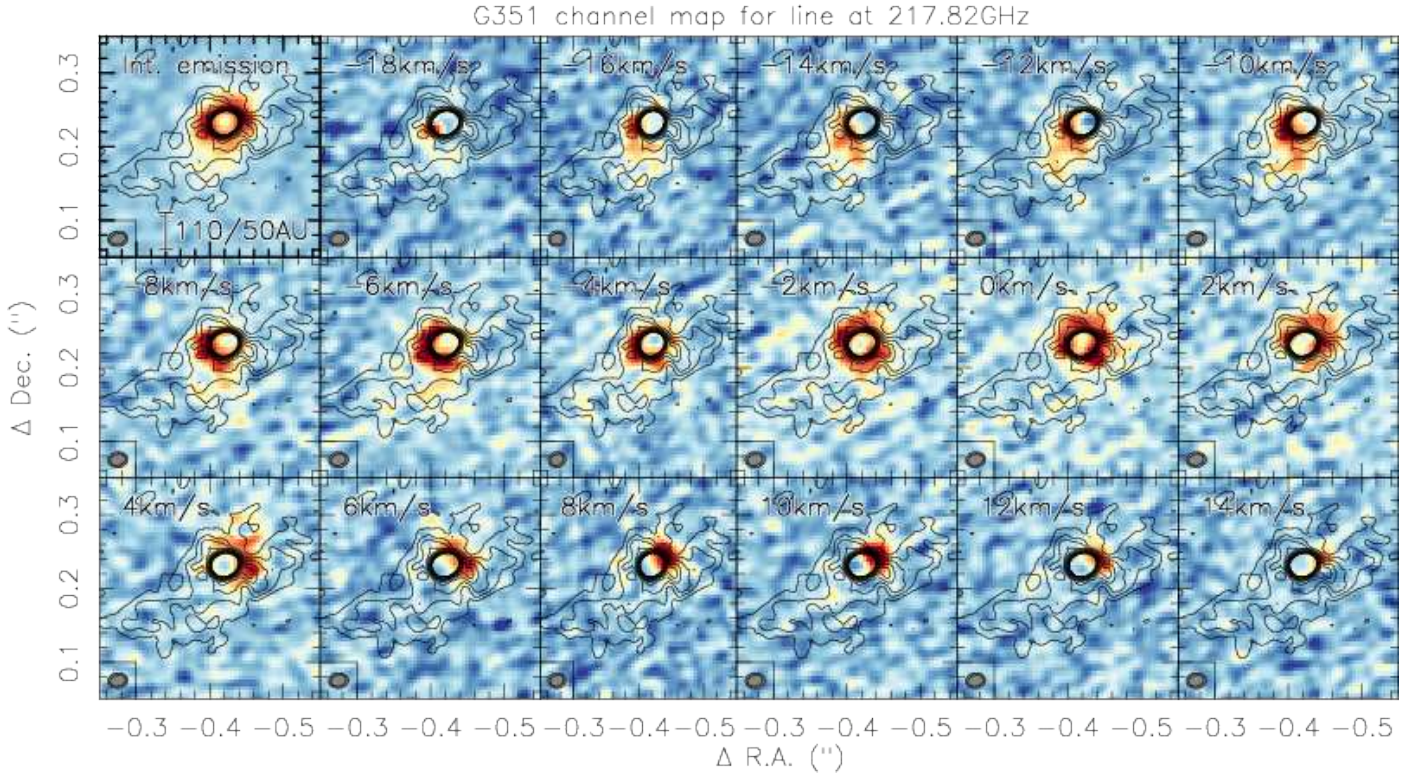 G351 channel map for line at 217.82GHz
Int. emission -18km/s -16km/s -14km/s -12km/s -10km/s
110/50AU
-8km/s -6km/s -4km/s -2km/s 0km/s 2km/s
4km/s 6km/s 8km/s 10km/s 12km/s 14km/s
0.3
0.2
0.1
0.3
0.2
0.1
0.3
0.2
0.1
Δ Dec. (")
-0.3 -0.4 -0.5 -0.3 -0.4 -0.5 -0.3 -0.4 -0.5 -0.3 -0.4 -0.5 -0.3 -0.4 -0.5 -0.3 -0.4 -0.5
Δ R.A. (")